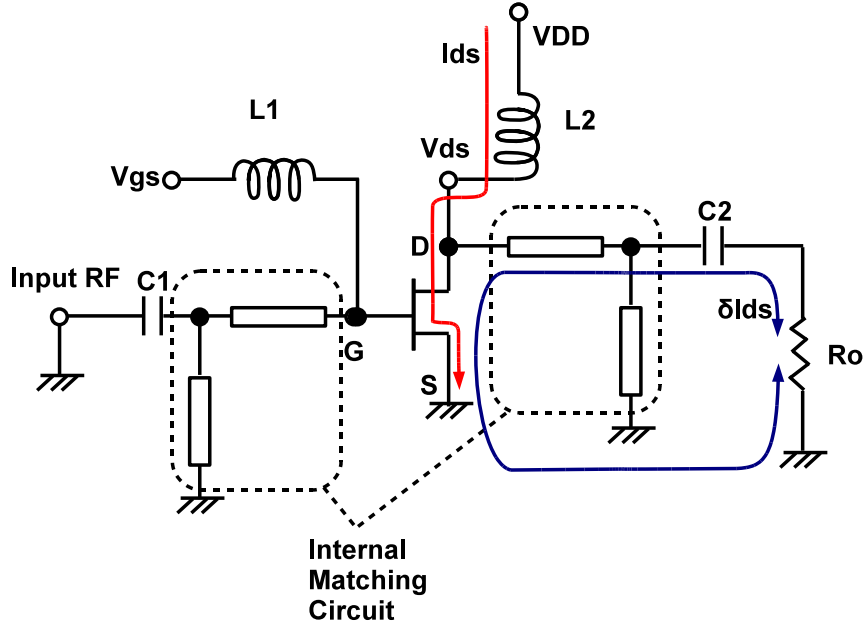 VDD
Ids
L1
L2
Vds
Vgs
C2
D
Input RF
C1
δIds
G
Ro
S
Internal
Matching
Circuit